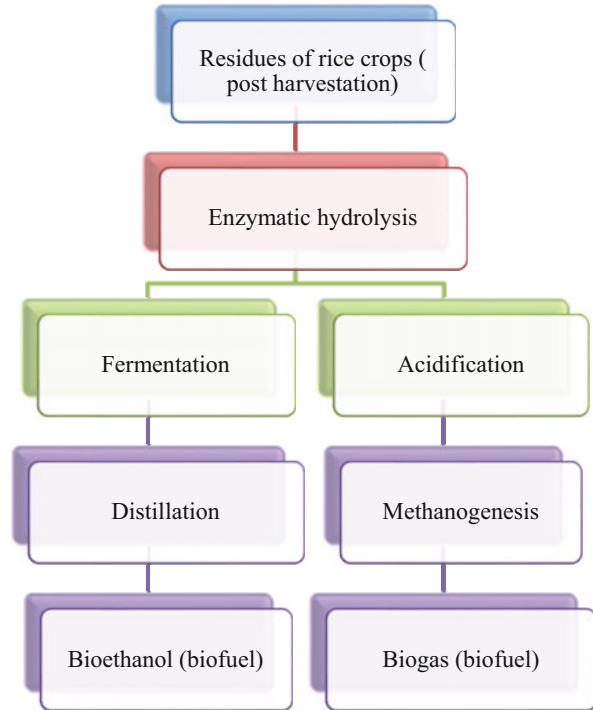 Residues of rice crops (
post harvestation)
Enzymatic hydrolysis
Fermentation
Acidification
Distillation
Methanogenesis
Bioethanol (biofuel)
Biogas (biofuel)